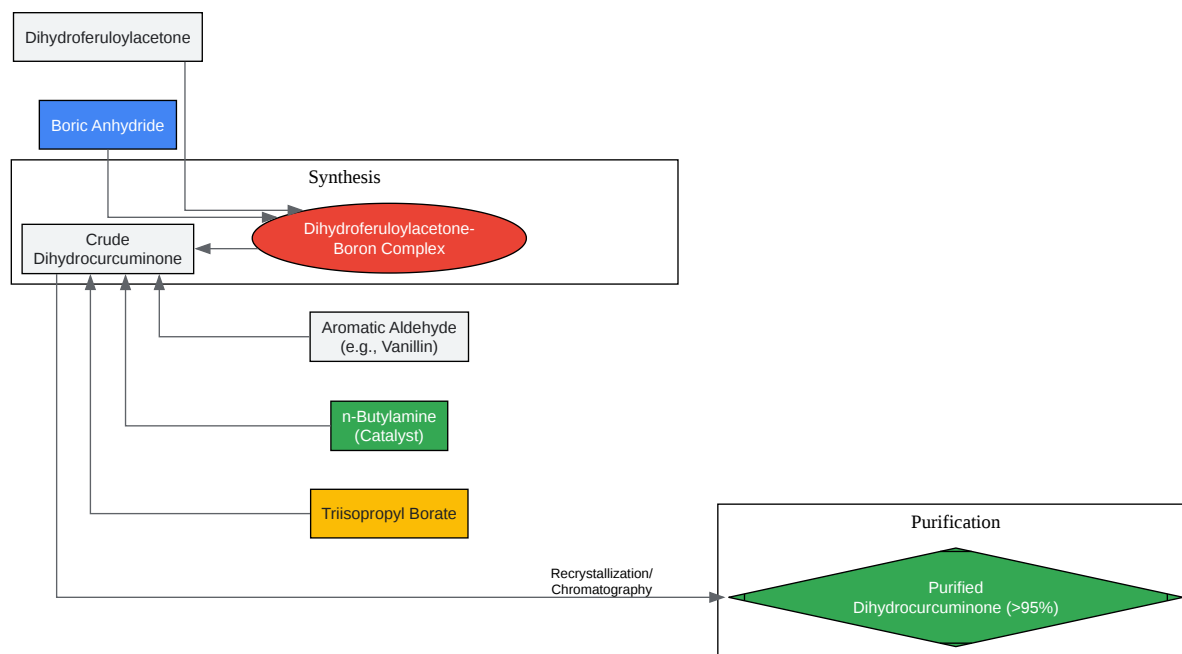 Dihydroferuloylacetone
Boric Anhydride
Synthesis
Dihydroferuloylacetone-
Boron Complex
Crude
Dihydrocurcuminone
Aromatic Aldehyde
(e.g., Vanillin)
n-Butylamine
(Catalyst)
Triisopropyl Borate
Purification
Recrystallization/
Chromatography
Purified
Dihydrocurcuminone (>95%)